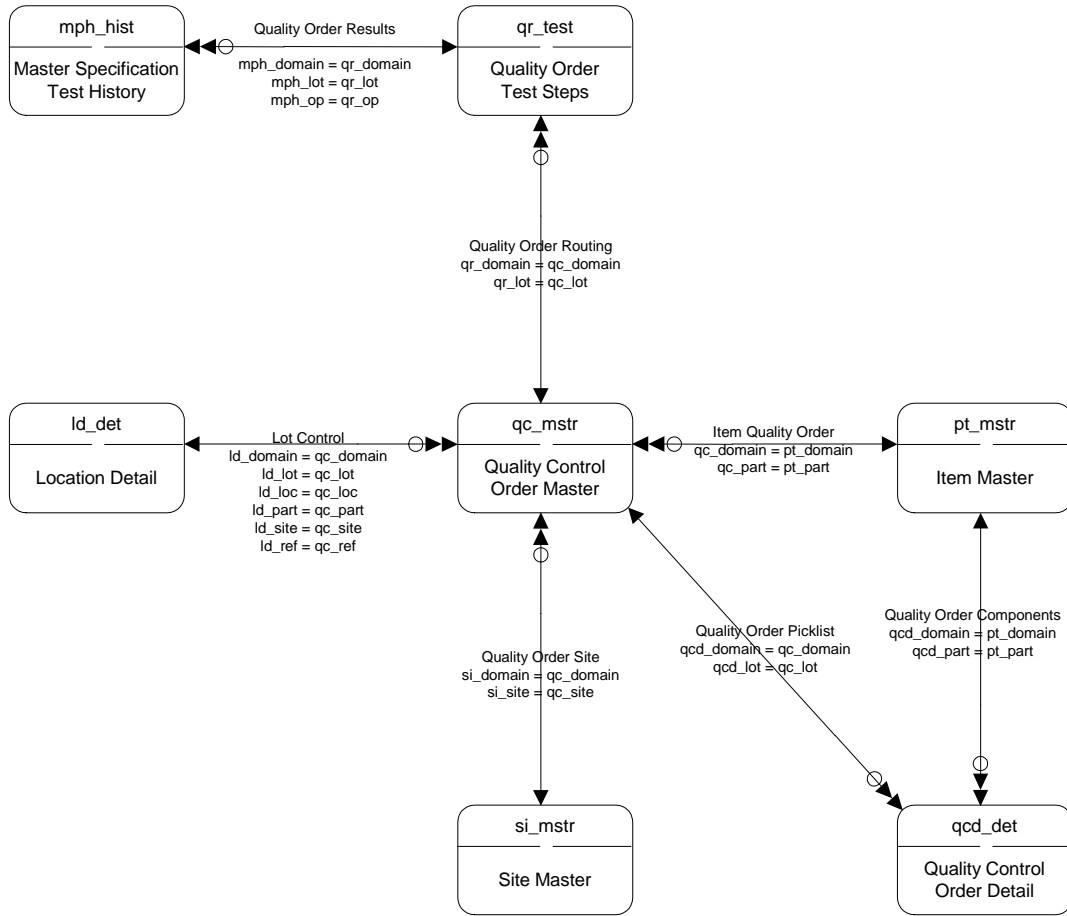 mph_hist
Master Specification
Test History
Quality Order Results
mph_domain = qr_domain
mph_lot = qr_lot
mph_op = qr_op
qr_test
Quality Order
Test Steps
Quality Order Routing
qr_domain = qc_domain
qr_lot = qc_lot
ld_det
Location Detail
Lot Control
ld_domain = qc_domain
ld_lot = qc_lot
ld_loc = qc_loc
ld_part = qc_part
ld_site = qc_site
ld_ref = qc_ref
qc_mstr
Quality Control
Order Master
Item Quality Order
qc_domain = pt_domain
qc_part = pt_part
pt_mstr
Item Master
Quality Order Site
si_domain = qc_domain
si_site = qc_site
Quality Order Picklist
qcd_domain = qc_domain
qcd_lot = qc_lot
Quality Order Components
qcd_domain = pt_domain
qcd_part = pt_part
si_mstr
Site Master
qcd_det
Quality Control
Order Detail